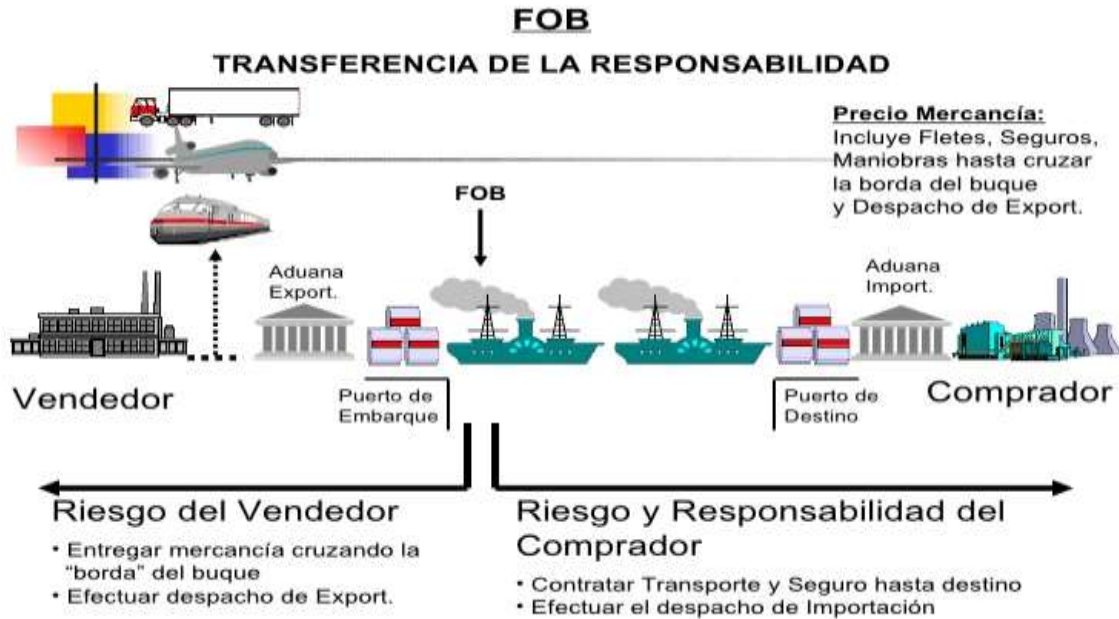 FOB
TRANSFERENCIA DE LA RESPONSABILIDAD
Precio Mercancía:
Incluye Fletes, Seguros,
Maniobras hasta cruzar
la borda del buque
y Despacho de Export.
FOB
Aduana
Export.
Aduana
Import.
Vendedor
Puerto de
Embarque
Puerto de
Destino
Comprador
Riesgo del Vendedor
• Entregar mercancía cruzando la
“borda” del buque
• Efectuar despacho de Export.
Riesgo y Responsabilidad del
Comprador
• Contratar Transporte y Seguro hasta destino
• Efectuar el despacho de Importación